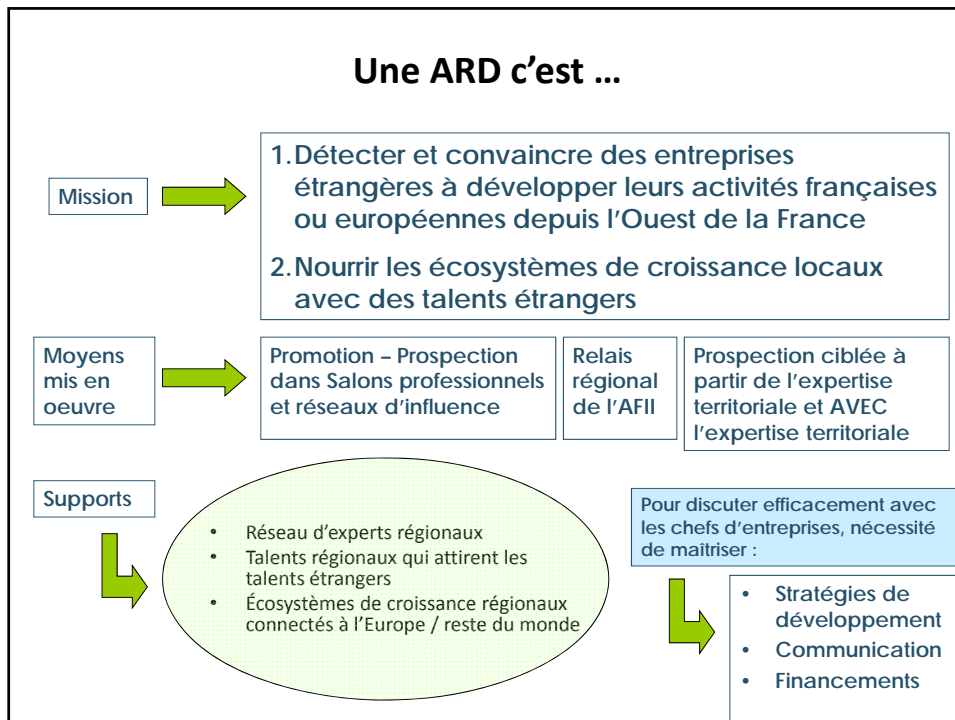 Une ARD c'est …
Mission
1. Détecter et convaincre des entreprises
étrangères à développer leurs activités françaises
ou européennes depuis l'Ouest de la France
2. Nourrir les écosystèmes de croissance locaux
avec des talents étrangers
Moyens
mis en
oeuvre
Promotion – Prospection
dans Salons professionnels
et réseaux d'influence
Relais
régional
de l'AFII
Prospection ciblée à
partir de l'expertise
territoriale et AVEC
l'expertise territoriale
Supports
• Réseau d'experts régionaux
• Talents régionaux qui attirent les
talents étrangers
• Écosystèmes de croissance régionaux
connectés à l'Europe / reste du monde
Pour discuter efficacement avec
les chefs d'entreprises, nécessité
de maîtriser :
• Stratégies de
développement
• Communication
• Financements